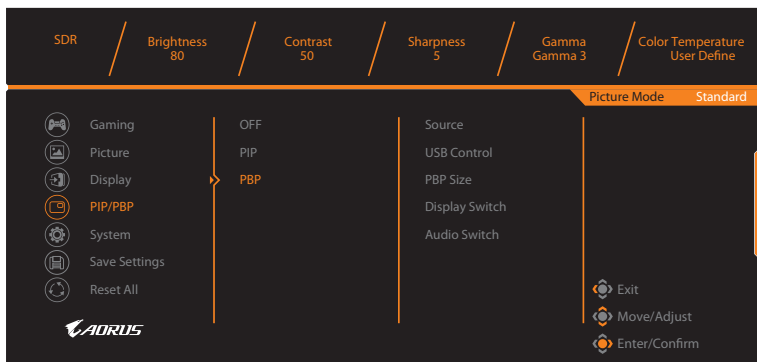 SDR
Brightness
80
Contrast
50
Sharpness
5
Gamma
Gamma 3
Color Temperature
User Define
Picture Mode Standard
Gaming
Picture
Display
PIP/PBP
System
Save Settings
Reset All
OFF
PIP
PBP
Source
USB Control
PBP Size
Display Switch
Audio Switch
Exit
Move/Adjust
Enter/Confirm
AORUS